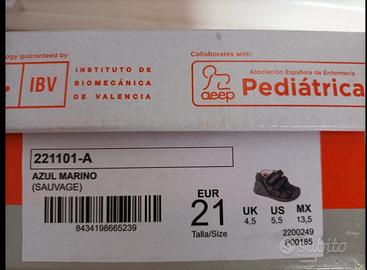 ogy guaranteed by
Collaborates with:
IBV
INSTITUTO DE
BIOMECÁNICA
DE VALENCIA
aeep
Asociación Española de Enfermería
Pediátrica
221101-A
AZUL MARINO
(SAUVAGE)
8434198665239
EUR
21
Talla/Size
UK
4,5
US
5,5
MX
13,5
2200249
P00185
subito